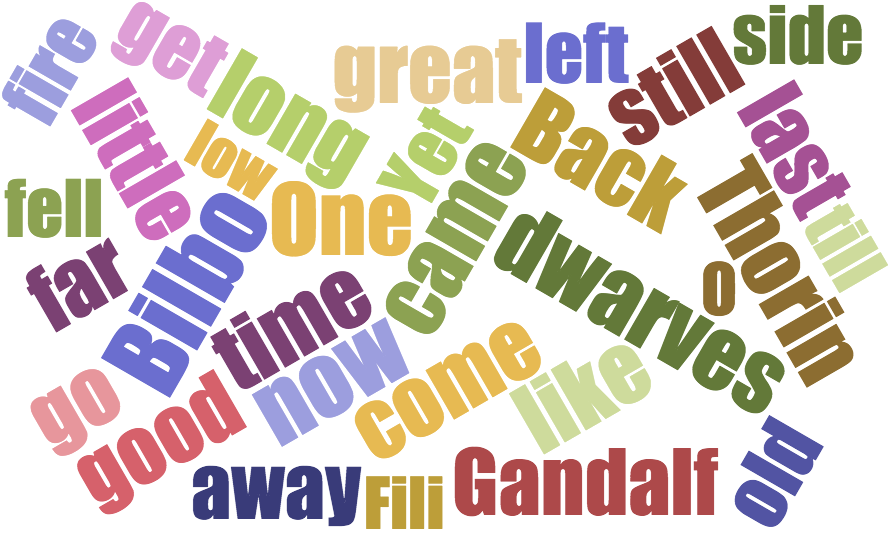 fire
get
long
great
left
still
side
little
low
Yet
Back
last
fell
One
came
Thorin
till
far
Bilbo
dwarves
o
time
now
come
like
go
good
away
Fili
Gandalf
old